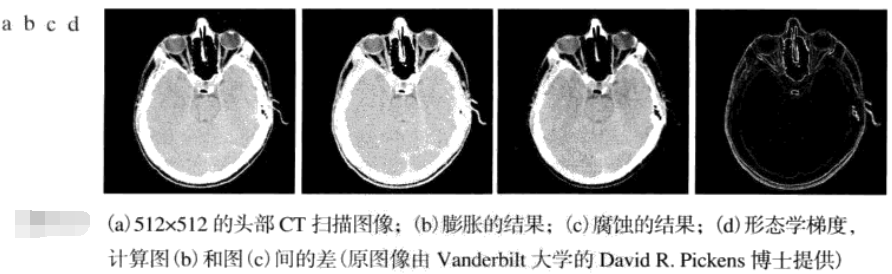 a b c d
(a)512×512 的头部 CT 扫描图像；(b)膨胀的结果；(c)腐蚀的结果；(d)形态学梯度，
计算图(b)和图(c)间的差(原图像由 Vanderbilt 大学的 David R. Pickens 博士提供)